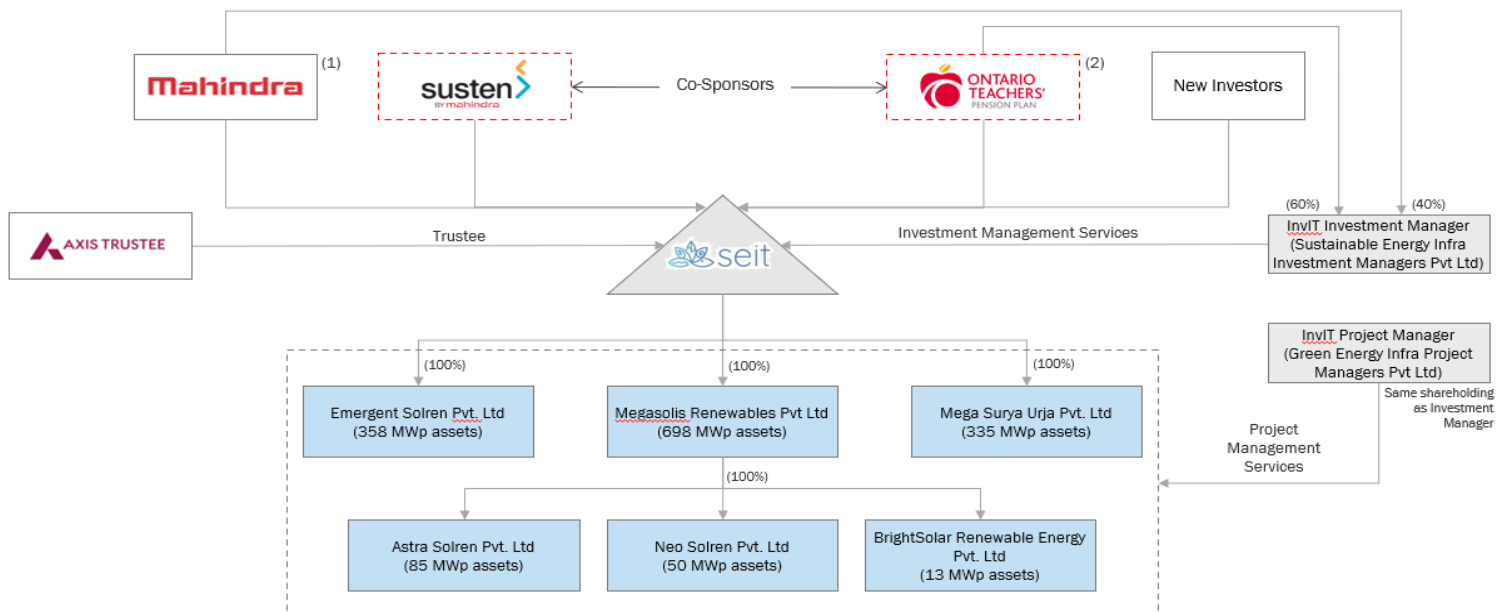 mahindra
(1)
susten
BY mahindra
Co-Sponsors
ONTARIO
TEACHERS'
PENSION PLAN
(2)
New Investors
AXIS TRUSTEE
Trustee
seit
Investment Management Services
(60%)
(40%)
InvIT Investment Manager
(Sustainable Energy Infra
Investment Managers Pvt Ltd)
InvIT Project Manager
(Green Energy Infra Project
Managers Pvt Ltd)
Same shareholding
as Investment
Manager
Project
Management
Services
(100%)
(100%)
(100%)
Emergent Solren Pvt. Ltd
(358 MWp assets)
Megasolis Renewables Pvt Ltd
(698 MWp assets)
Mega Surya Urja Pvt. Ltd
(335 MWp assets)
(100%)
Astra Solren Pvt. Ltd
(85 MWp assets)
Neo Solren Pvt. Ltd
(50 MWp assets)
BrightSolar Renewable Energy
Pvt. Ltd
(13 MWp assets)